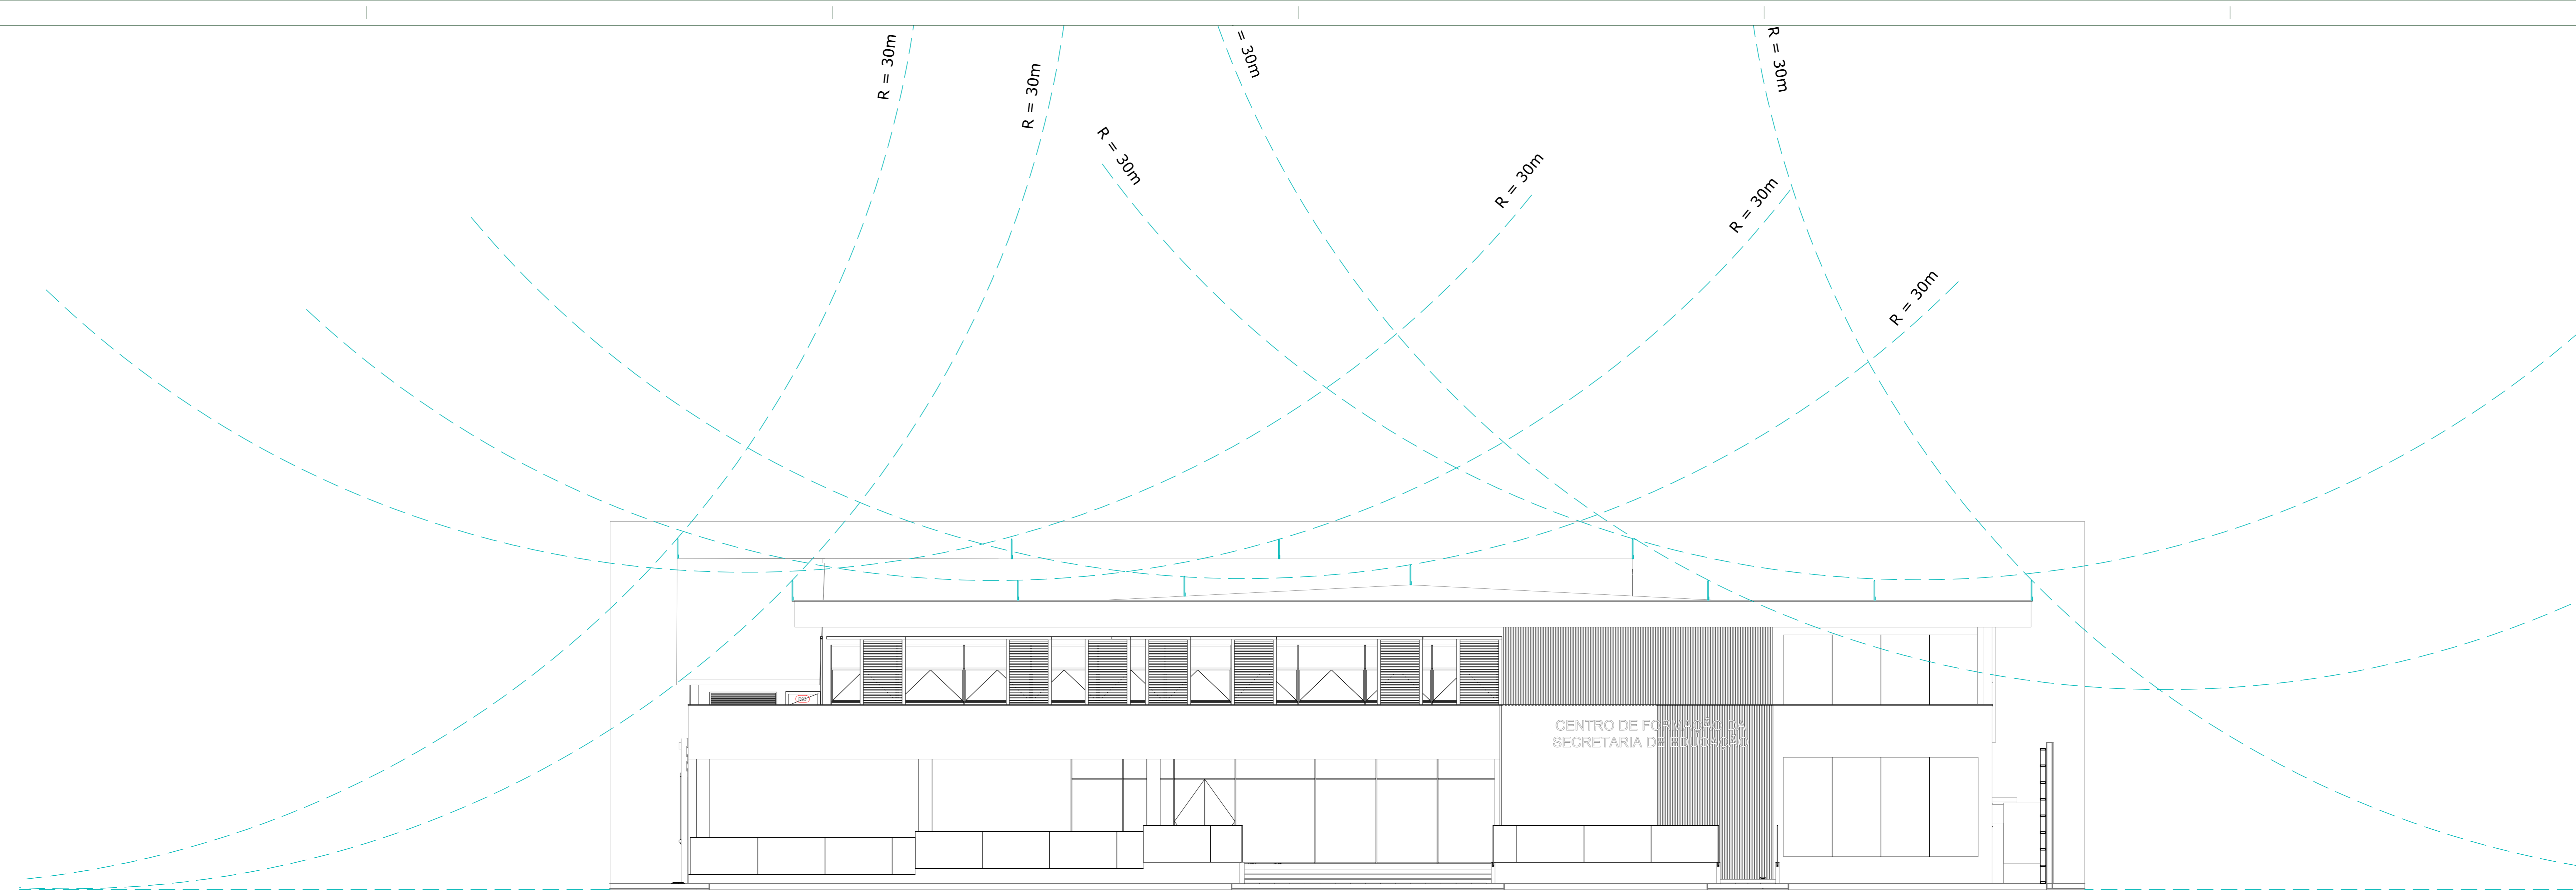 R = 30m
R = 30m
= 30m
R = 30m
R = 30m
R = 30m
R = 30m
R = 30m
CENTRO DE FORMAÇÃO DA
SECRETARIA DE EDUCAÇÃO